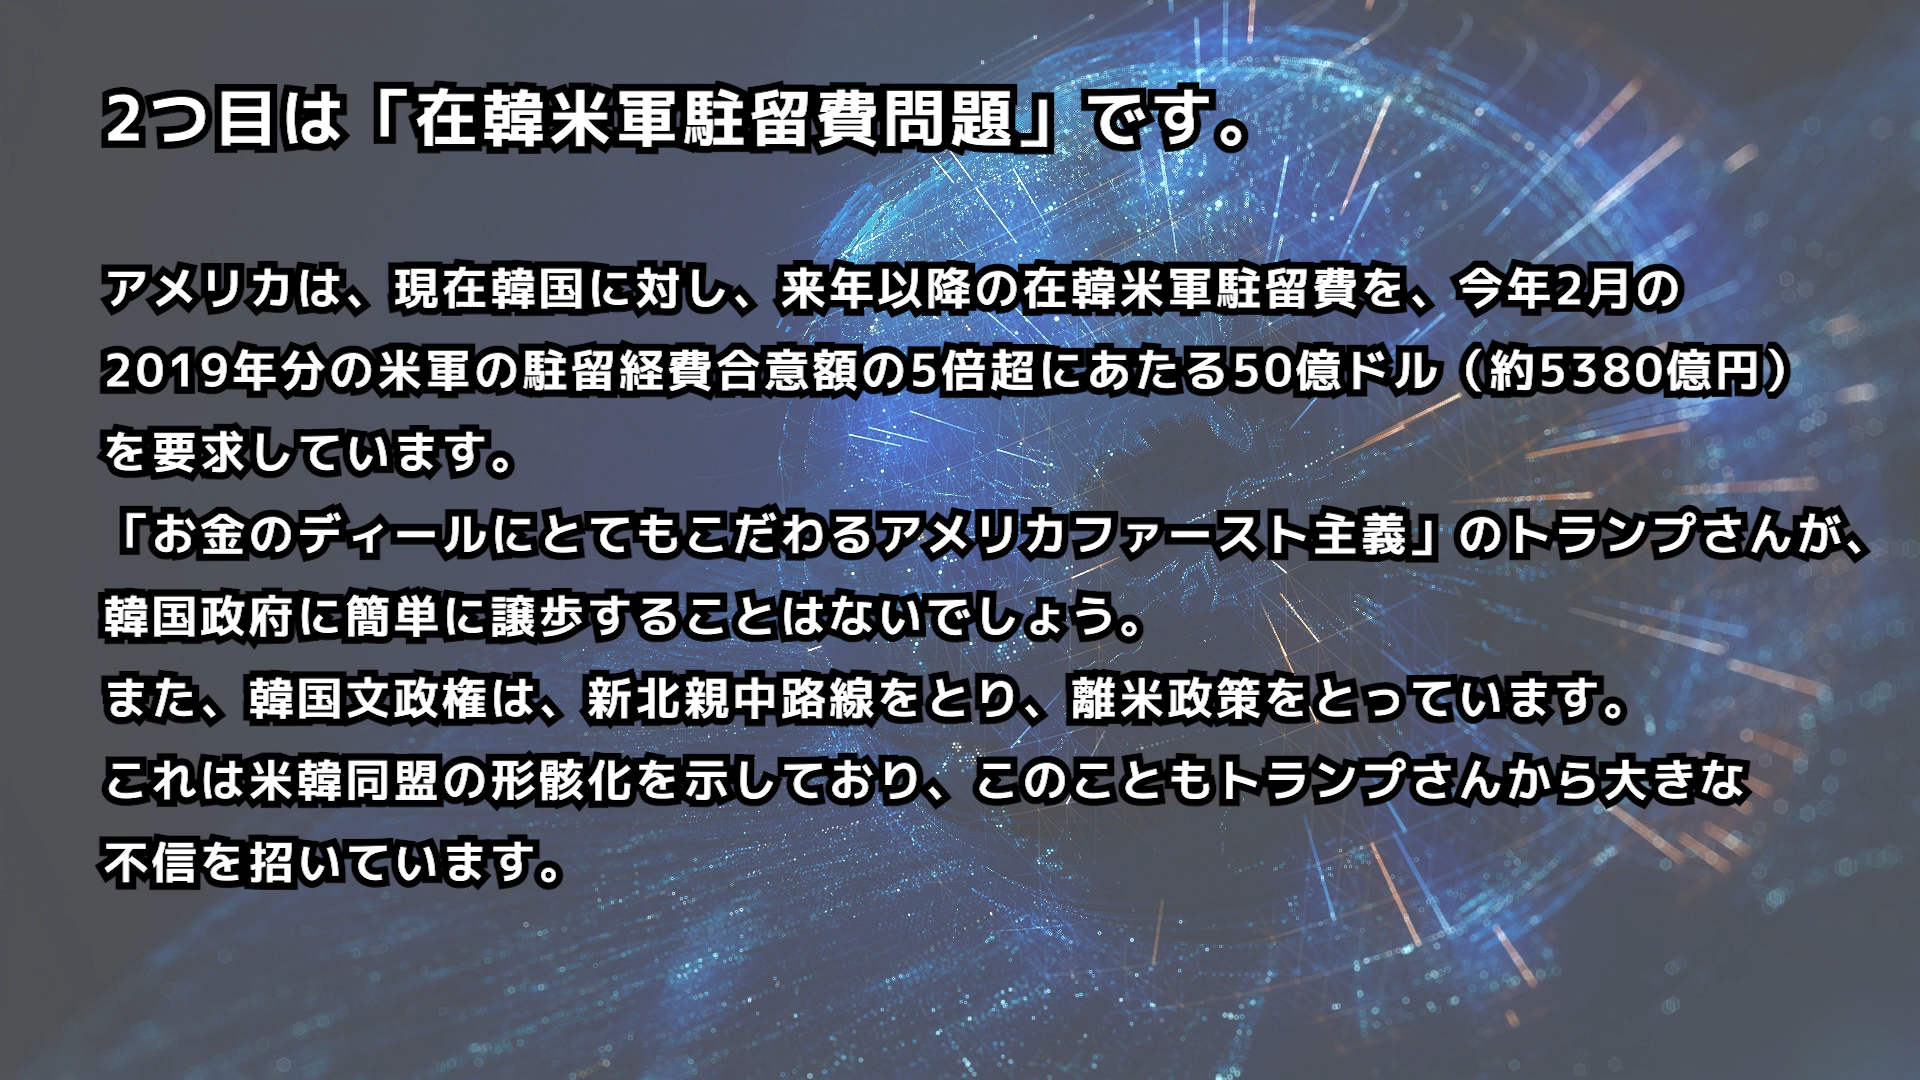 2つ目は「在韓米軍駐留費問題」です。
アメリカは、現在韓国に対し、来年以降の在韓米軍駐留費を、今年2月の
2019年分の米軍の駐留経費合意額の5倍超にあたる50億ドル（約5380億円）
を要求しています。
「お金のディールにとてもこだわるアメリカファースト主義」のトランプさんが、
韓国政府に簡単に譲歩することはないでしょう。
また、韓国文政権は、新北親中路線をとり、離米政策をとっています。
これは米韓同盟の形骸化を示しており、このこともトランプさんから大きな
不信を招いています。